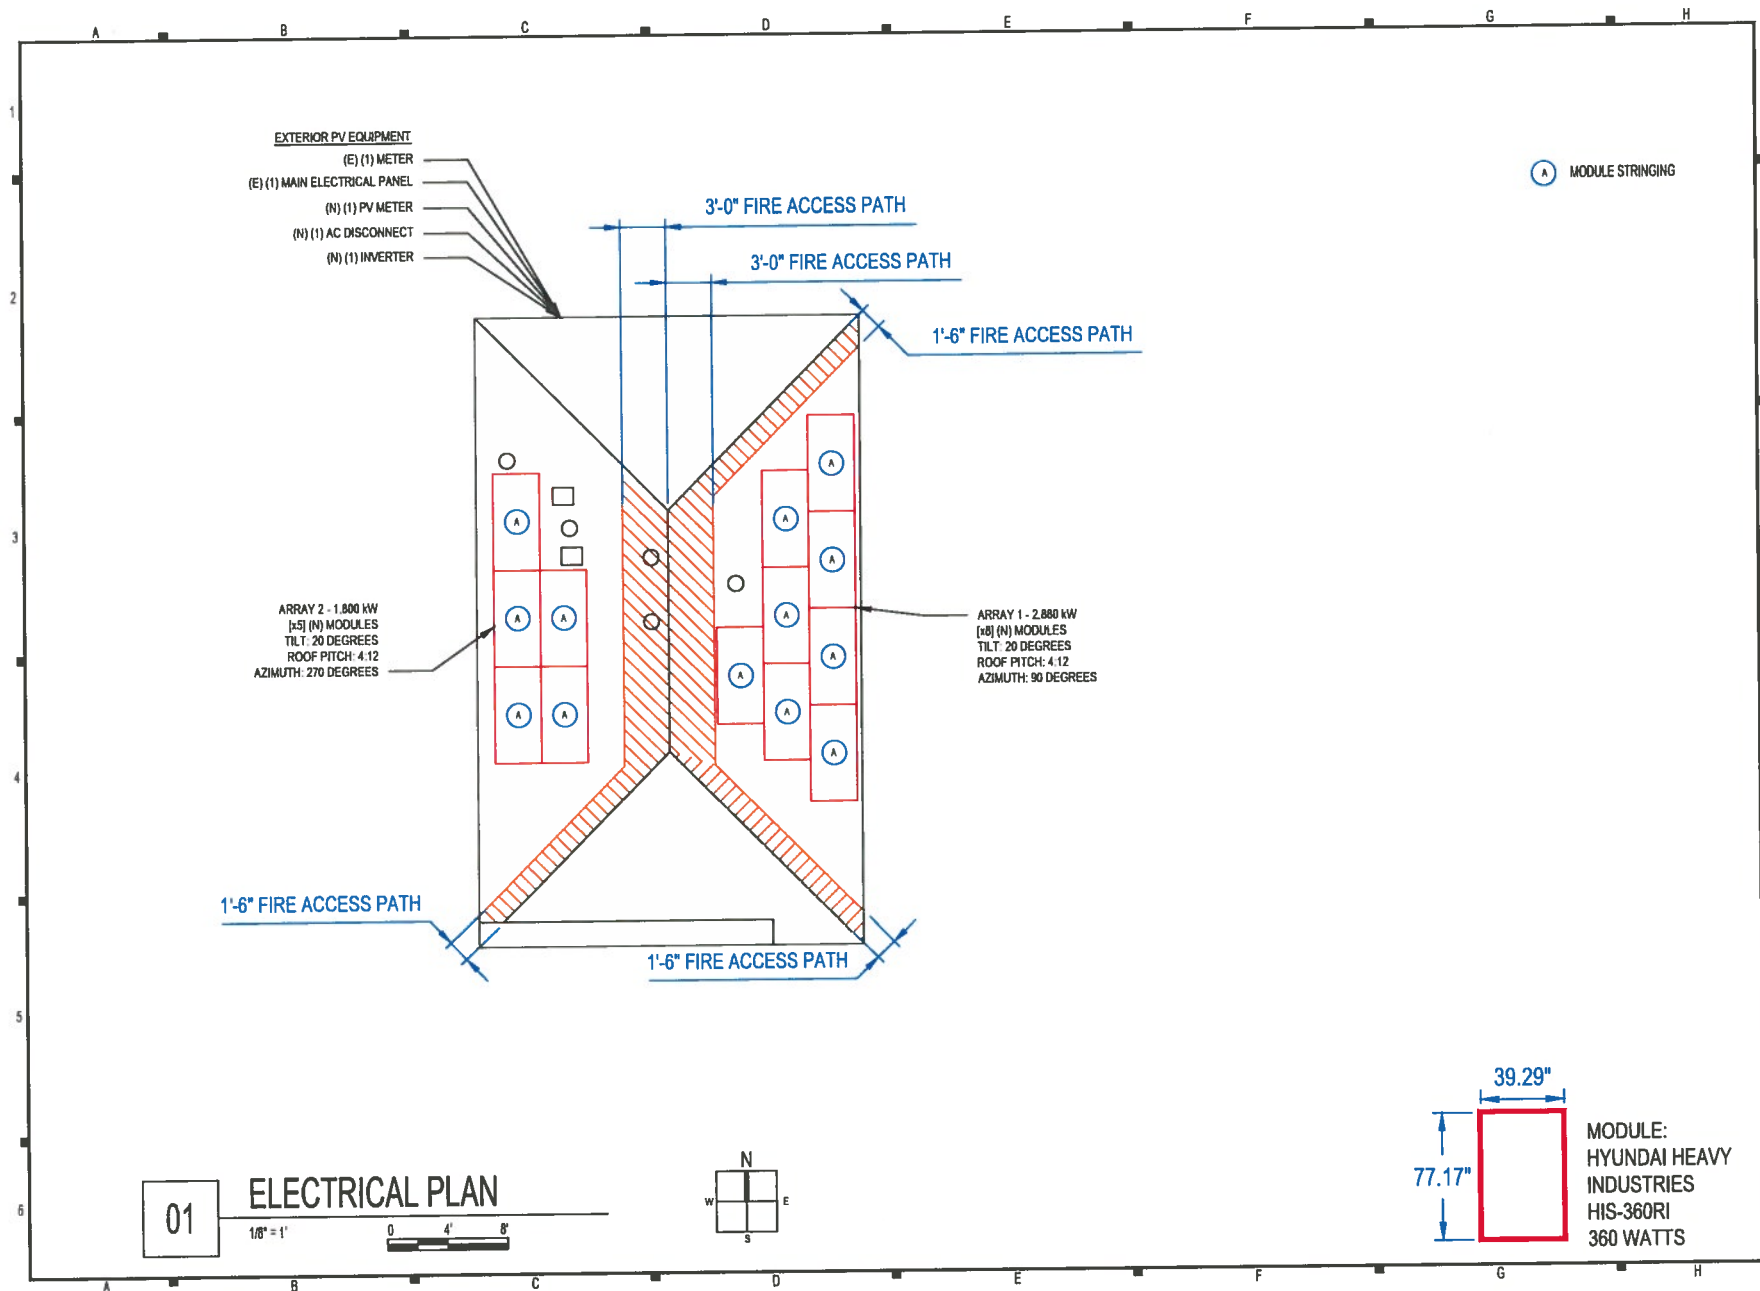 A B C D E F G H
1
EXTERIOR PV EQUIPMENT
(E) (1) METER
(E) (1) MAIN ELECTRICAL PANEL
(N) (1) PV METER
(N) (1) AC DISCONNECT
(N) (1) INVERTER
A MODULE STRINGING
3'-0" FIRE ACCESS PATH
3'-0" FIRE ACCESS PATH
1'-6" FIRE ACCESS PATH
2
3
A
A
A
A
A
A
A
A
A
A
A
A
A
ARRAY 2 - 1.800 kW
[x5] (N) MODULES
TILT: 20 DEGREES
ROOF PITCH: 4:12
AZIMUTH: 270 DEGREES
ARRAY 1 - 2.880 kW
[x8] (N) MODULES
TILT: 20 DEGREES
ROOF PITCH: 4:12
AZIMUTH: 90 DEGREES
4
1'-6" FIRE ACCESS PATH
1'-6" FIRE ACCESS PATH
5
6
01
ELECTRICAL PLAN
1/8" = 1'
0 4' 8'
N
W E
S
39.29"
77.17"
MODULE:
HYUNDAI HEAVY
INDUSTRIES
HIS-360RI
360 WATTS
A B C D E F G H